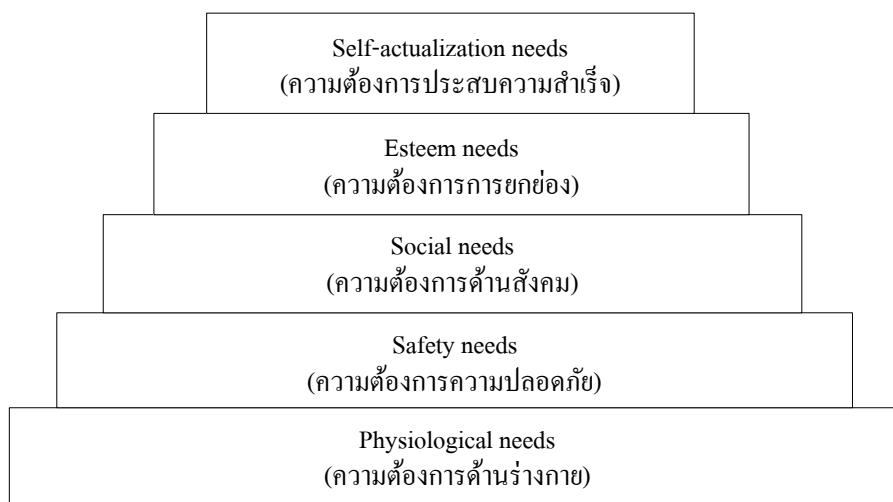 Self-actualization needs
(ความต้องการประสบความสำเร็จ)
Esteem needs
(ความต้องการการยกย่อง)
Social needs
(ความต้องการด้านสังคม)
Safety needs
(ความต้องการความปลอดภัย)
Physiological needs
(ความต้องการด้านร่างกาย)